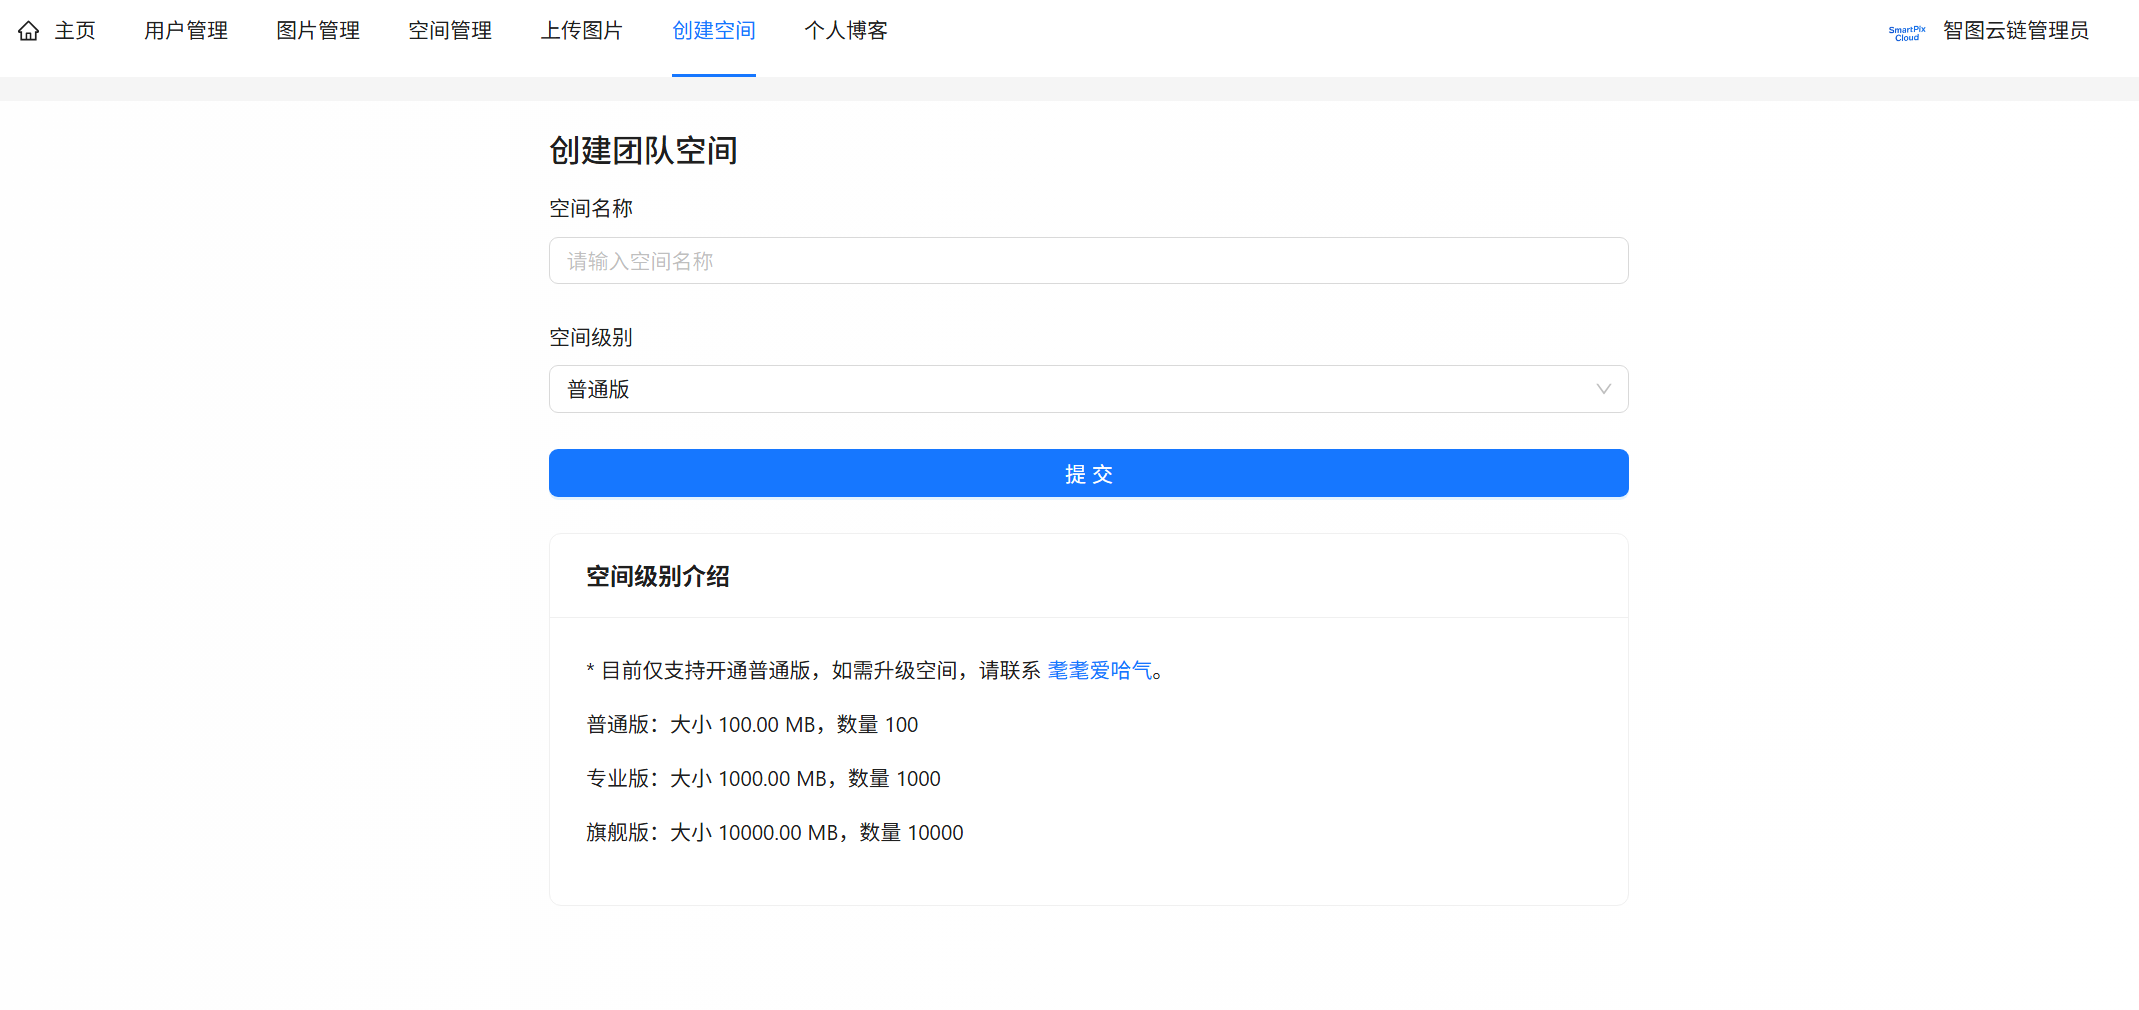 主页 用户管理 图片管理 空间管理 上传图片 创建空间 个人博客 SmartPix Cloud 智图云链管理员
创建团队空间
空间名称
请输入空间名称
空间级别
普通版
提 交
空间级别介绍
* 目前仅支持开通普通版，如需升级空间，请联系 耄耄爱哈气。
普通版：大小 100.00 MB，数量 100
专业版：大小 1000.00 MB，数量 1000
旗舰版：大小 10000.00 MB，数量 10000